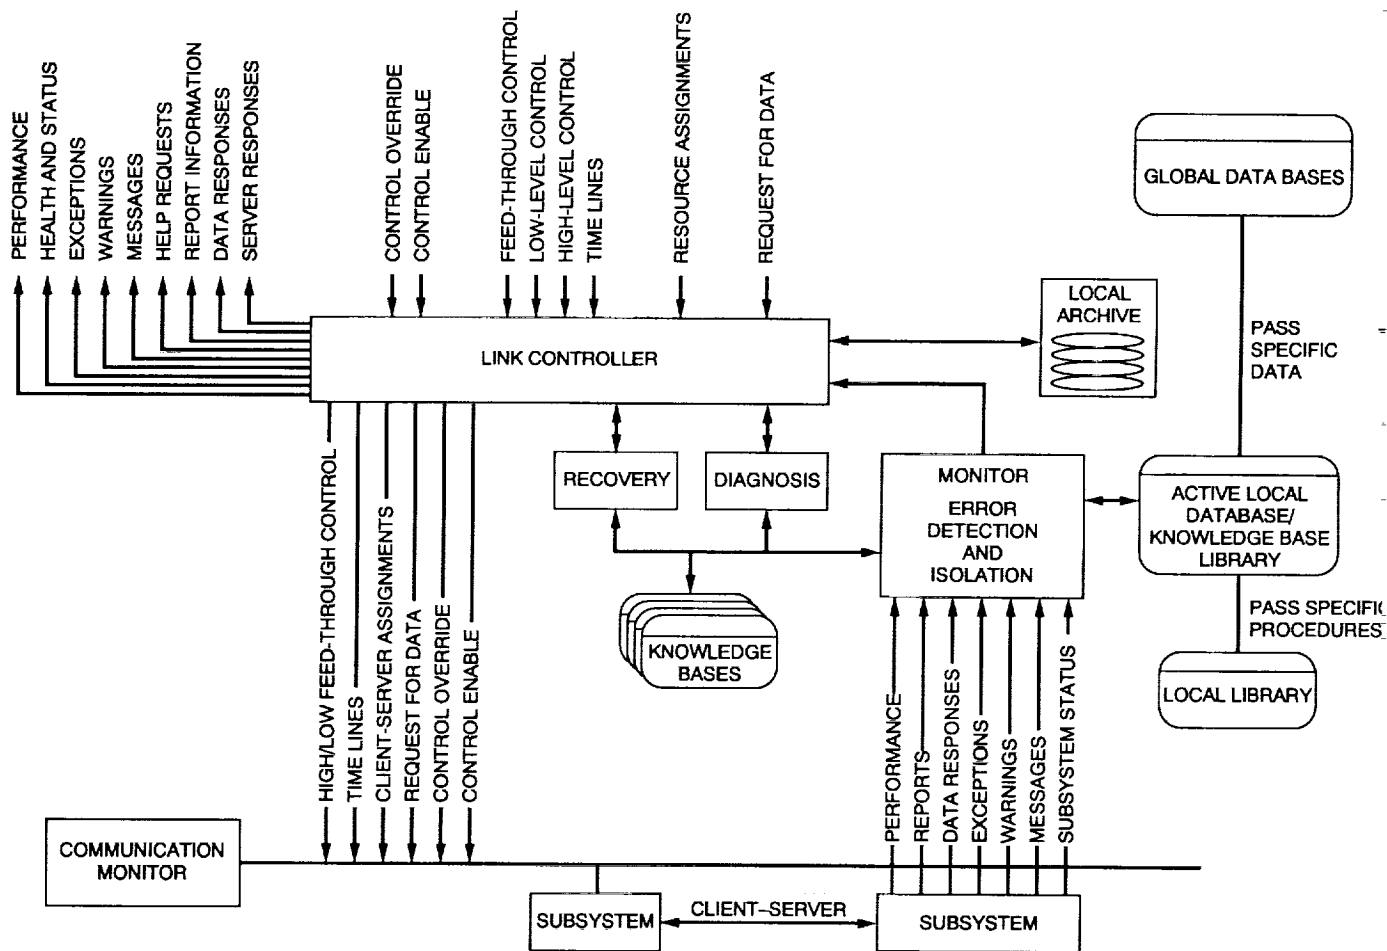 PERFORMANCE
HEALTH AND STATUS
EXCEPTIONS
WARNINGS
MESSAGES
HELP REQUESTS
REPORT INFORMATION
DATA RESPONSES
SERVER RESPONSES
CONTROL OVERRIDE
CONTROL ENABLE
FEED-THROUGH CONTROL
LOW-LEVEL CONTROL
HIGH-LEVEL CONTROL
TIME LINES
RESOURCE ASSIGNMENTS
REQUEST FOR DATA
GLOBAL DATA BASES
LOCAL
ARCHIVE
PASS
SPECIFIC
DATA
LINK CONTROLLER
RECOVERY
DIAGNOSIS
MONITOR
ERROR
DETECTION
AND
ISOLATION
ACTIVE LOCAL
DATABASE/
KNOWLEDGE BASE
LIBRARY
PASS SPECIFIC
PROCEDURES
LOCAL LIBRARY
KNOWLEDGE
BASES
HIGH/LOW FEED-THROUGH CONTROL
TIME LINES
CLIENT-SERVER ASSIGNMENTS
REQUEST FOR DATA
CONTROL OVERRIDE
CONTROL ENABLE
PERFORMANCE
REPORTS
DATA RESPONSES
EXCEPTIONS
WARNINGS
MESSAGES
SUBSYSTEM STATUS
COMMUNICATION
MONITOR
SUBSYSTEM
CLIENT–SERVER
SUBSYSTEM